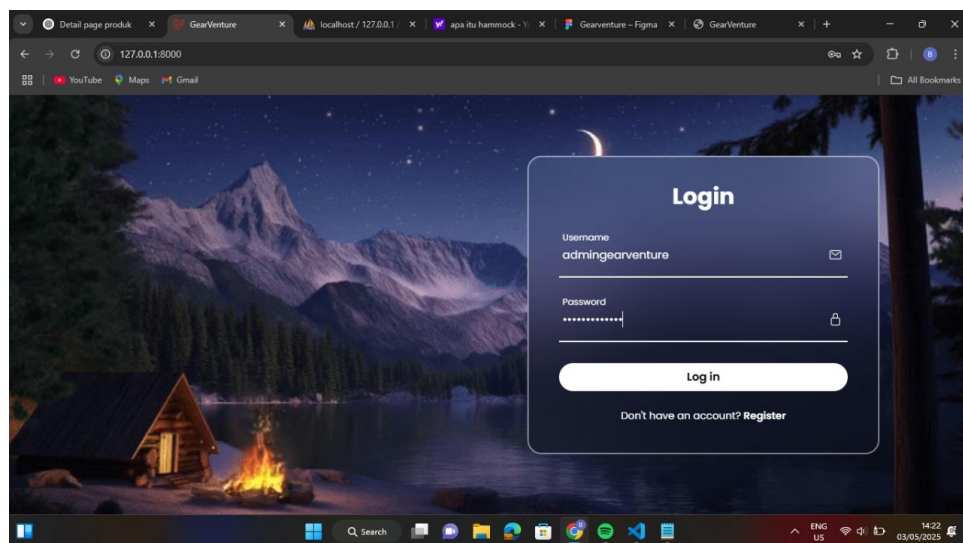 Detail page produk
GearVenture
localhost / 127.0.0.1 /
apa itu hammock - Y
Gearventure – Figma
GearVenture
127.0.0.1:8000
B
YouTube
Maps
Gmail
All Bookmarks
Login
Username
admingearventure
Password
Log in
Don't have an account? Register
Search
ENG
US
14:22
03/05/2025